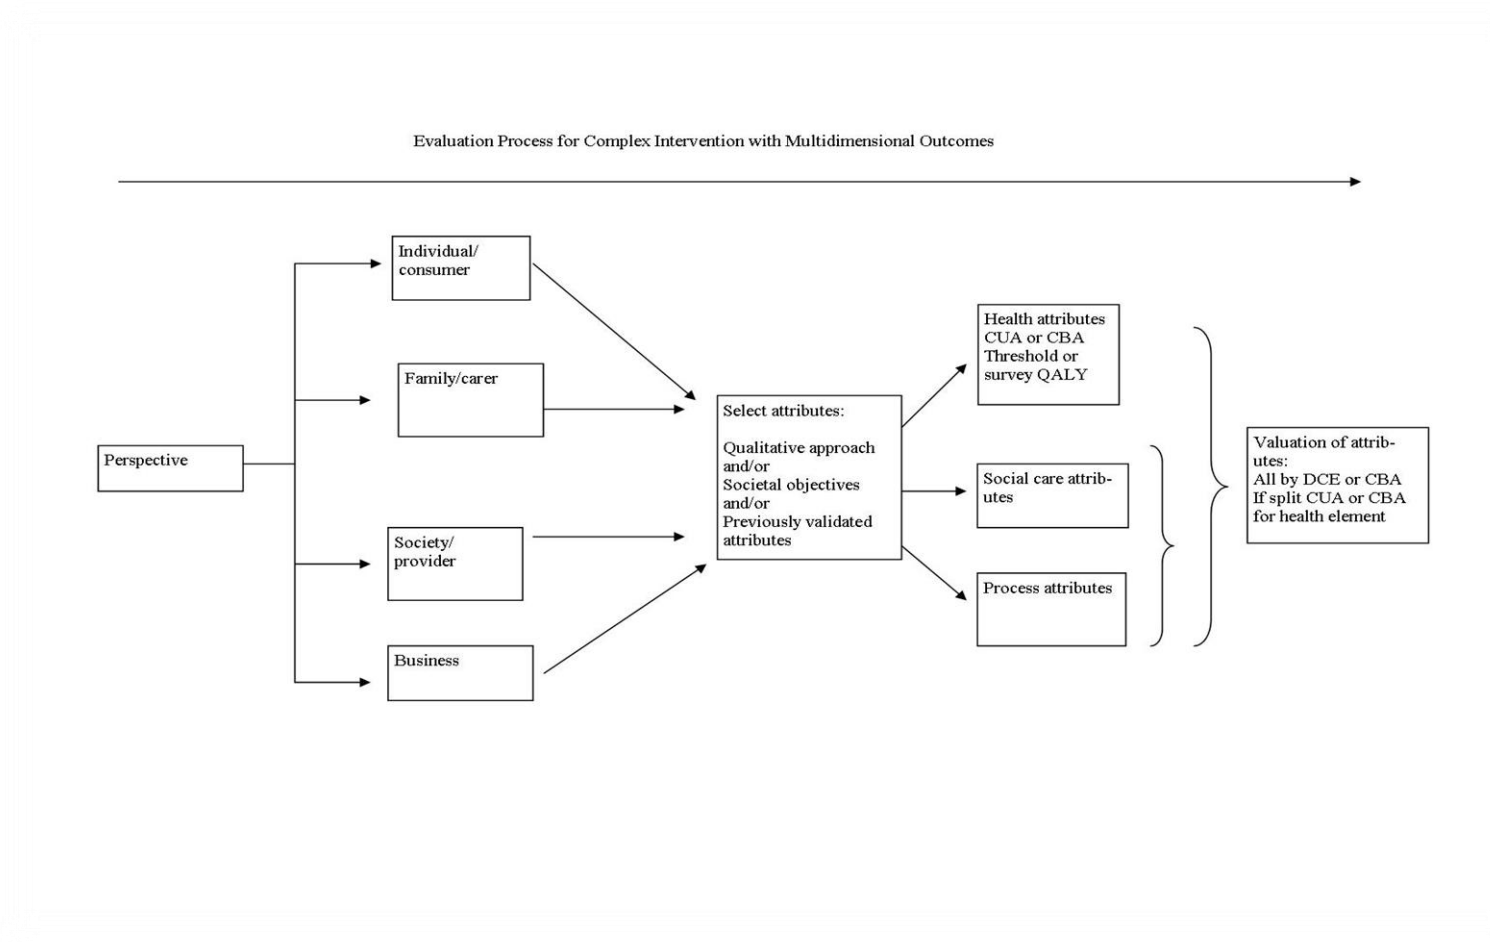 Evaluation Process for Complex Intervention with Multidimensional Outcomes
Perspective
Individual/
consumer
Family/carer
Society/
provider
Business
Select attributes:
Qualitative approach
and/or
Societal objectives
and/or
Previously validated
attributes
Health attributes
CUA or CBA
Threshold or
survey QALY
Social care attrib-
utes
Process attributes
Valuation of attrib-
utes:
All by DCE or CBA
If split CUA or CBA
for health element